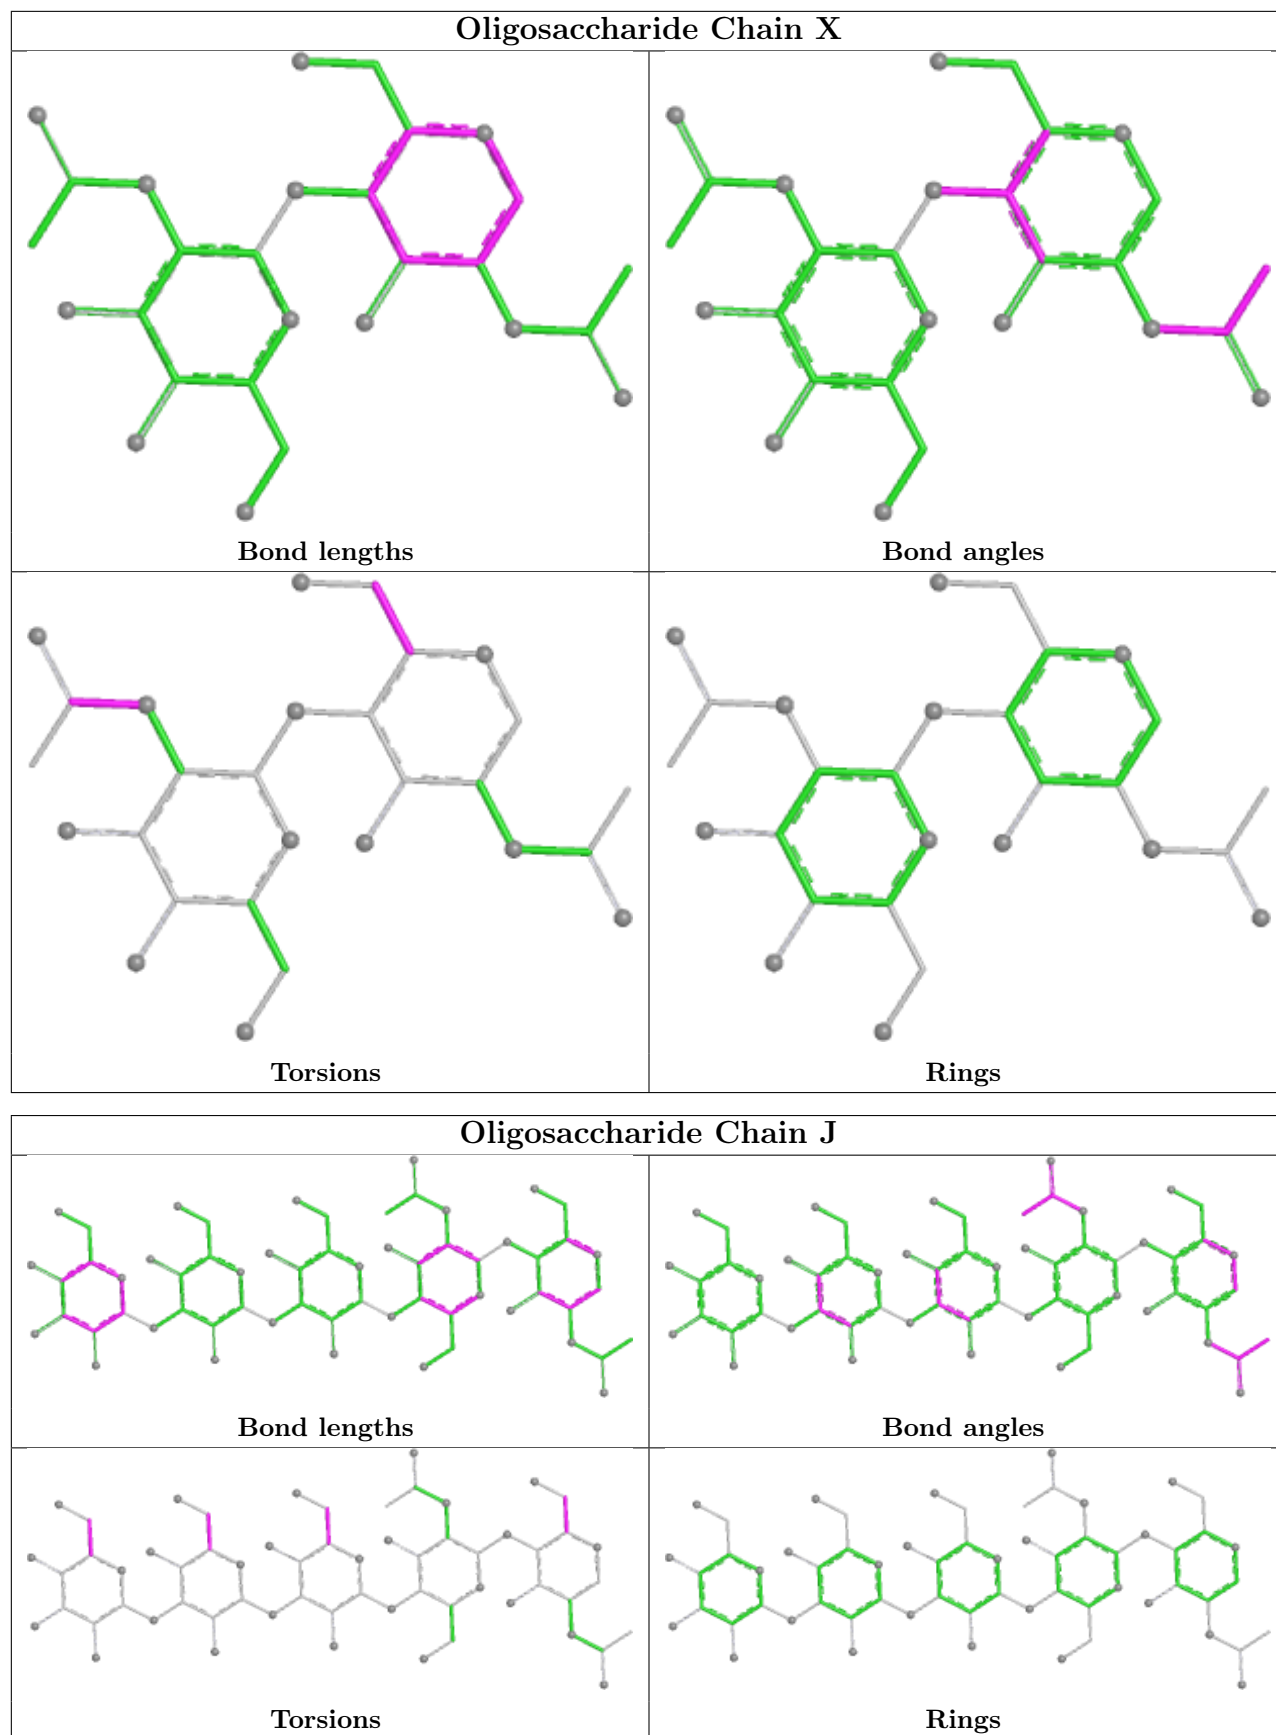 Oligosaccharide Chain X
Bond lengths
Bond angles
Torsions
Rings
Oligosaccharide Chain J
Bond lengths
Bond angles
Torsions
Rings